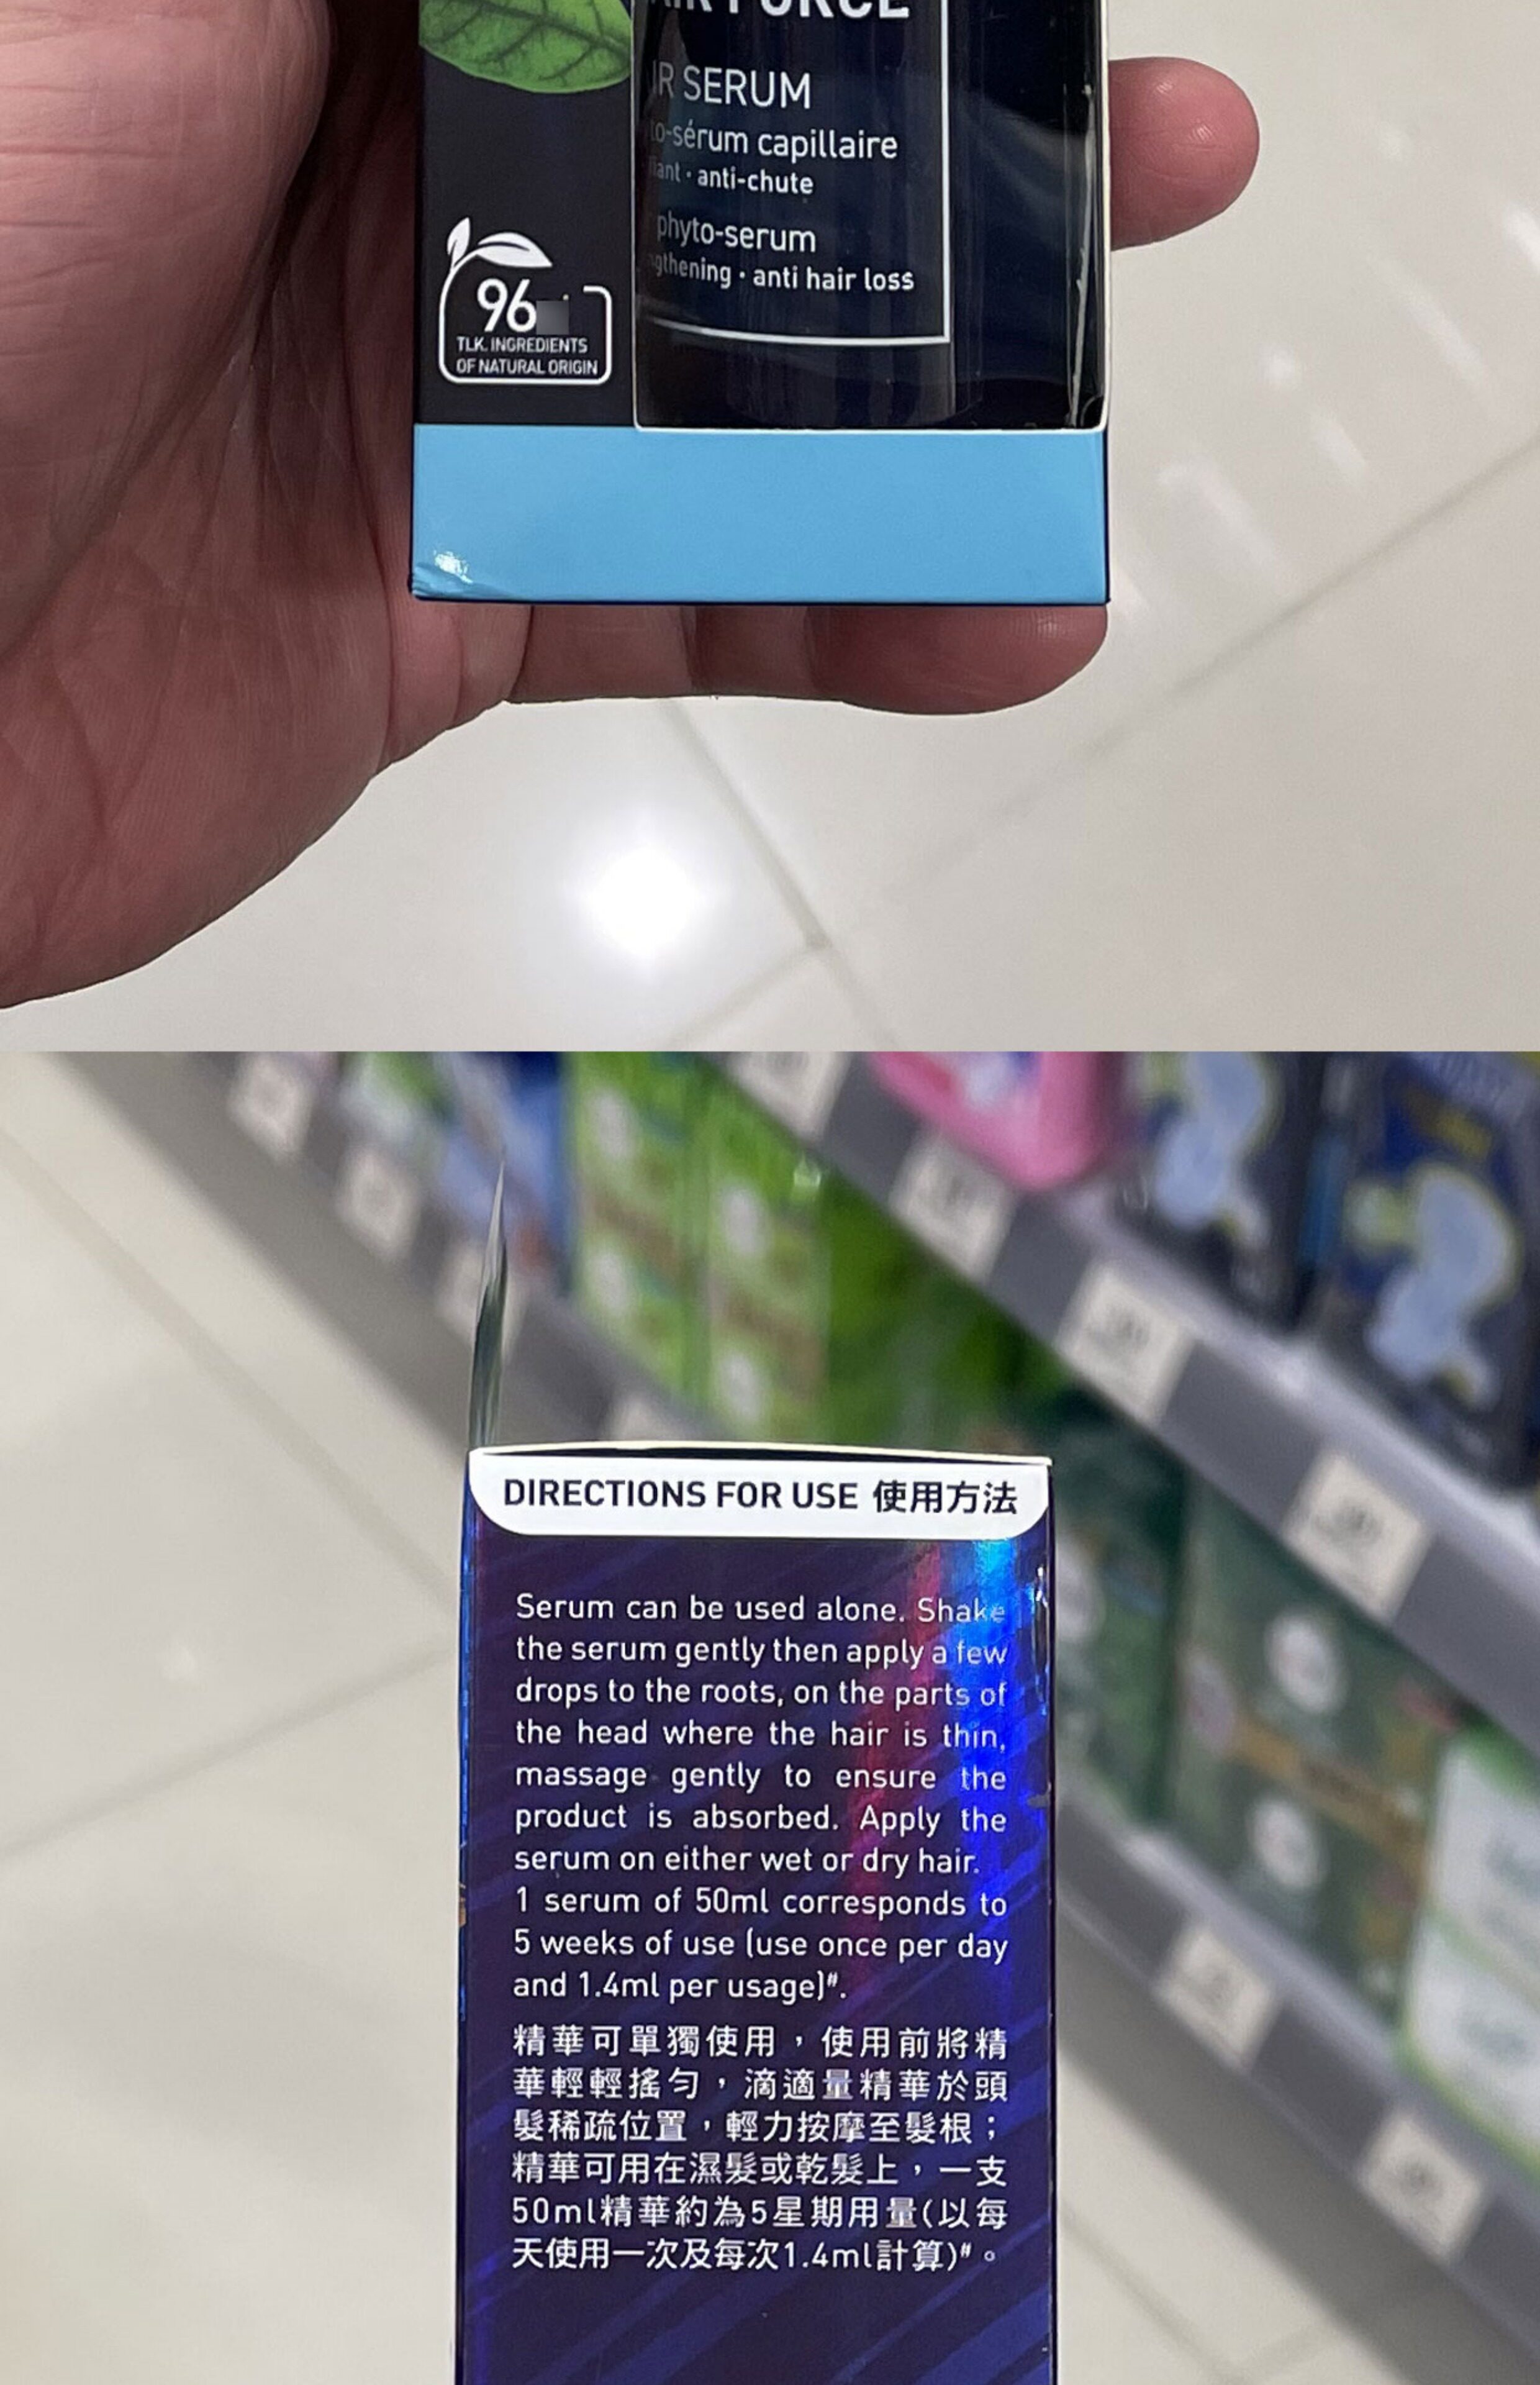 FORCE
SERUM
sérum capillaire
anti-chute
phyto-serum
anti hair loss
96
TLK. INGREDIENTS
OF NATURAL ORIGIN
DIRECTIONS FOR USE 使用方法
Serum can be used alone. Shake
the serum gently then apply a few
drops to the roots, on the parts of
the head where the hair is thin,
massage gently to ensure the
product is absorbed. Apply the
serum on either wet or dry hair.
1 serum of 50ml corresponds to
5 weeks of use (use once per day
and 1.4ml per usage)#.
精華可單獨使用，使用前將精
華輕輕搖勻，滴適量精華於頭
髮稀疏位置，輕力按摩至髮根；
精華可用在濕髮或乾髮上，一支
50ml精華約為5星期用量(以每
天使用一次及每次1.4ml計算)#。